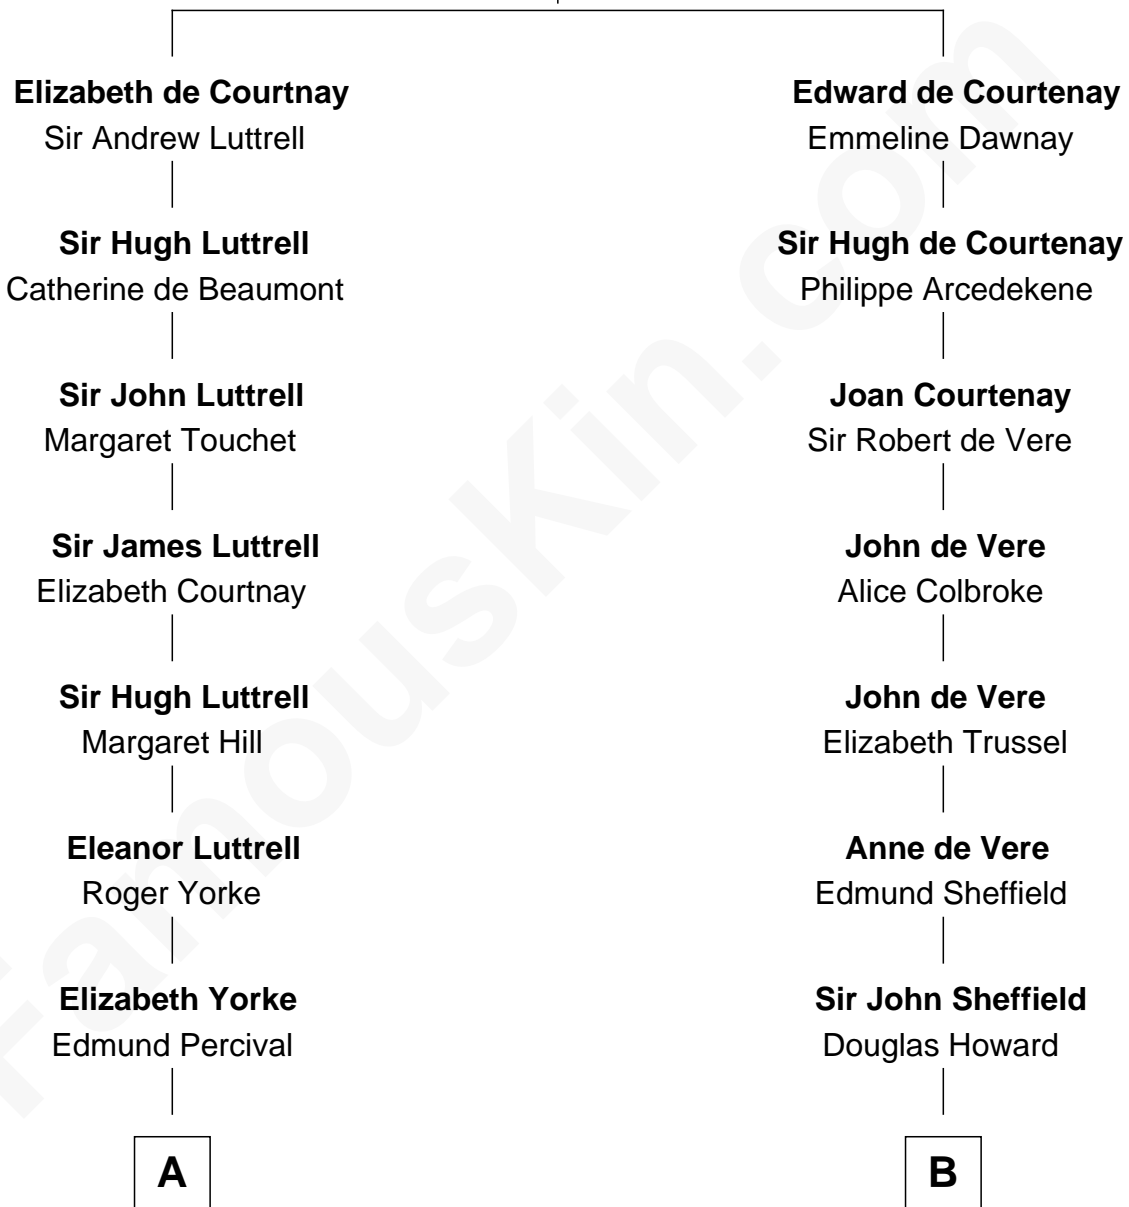 Elizabeth de Courtnay
Sir Andrew Luttrell
Sir Hugh Luttrell
Catherine de Beaumont
Sir John Luttrell
Margaret Touchet
Sir James Luttrell
Elizabeth Courtnay
Sir Hugh Luttrell
Margaret Hill
Eleanor Luttrell
Roger Yorke
Elizabeth Yorke
Edmund Percival
A
Edward de Courtenay
Emmeline Dawnay
Sir Hugh de Courtenay
Philippe Arcedekene
Joan Courtenay
Sir Robert de Vere
John de Vere
Alice Colbroke
John de Vere
Elizabeth Trussel
Anne de Vere
Edmund Sheffield
Sir John Sheffield
Douglas Howard
B
FamousKin.com